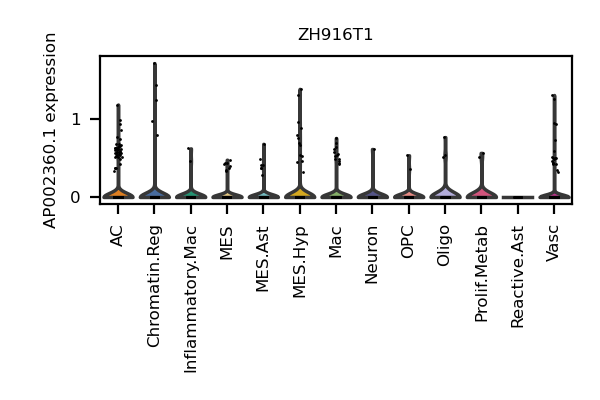 ZH916T1
AP002360.1 expression
1
0
AC
Chromatin.Reg
Inflammatory.Mac
MES
MES.Ast
MES.Hyp
Mac
Neuron
OPC
Oligo
Prolif.Metab
Reactive.Ast
Vasc